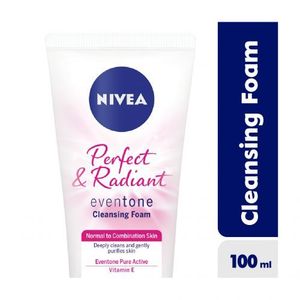 NIVEA
Perfect
& Radiant
eventone
Cleansing Foam
Normal to Combination Skin
Deeply cleans and gently
purifies skin
Eventone Pure Active
Vitamin E
Cleansing Foam
100 ml